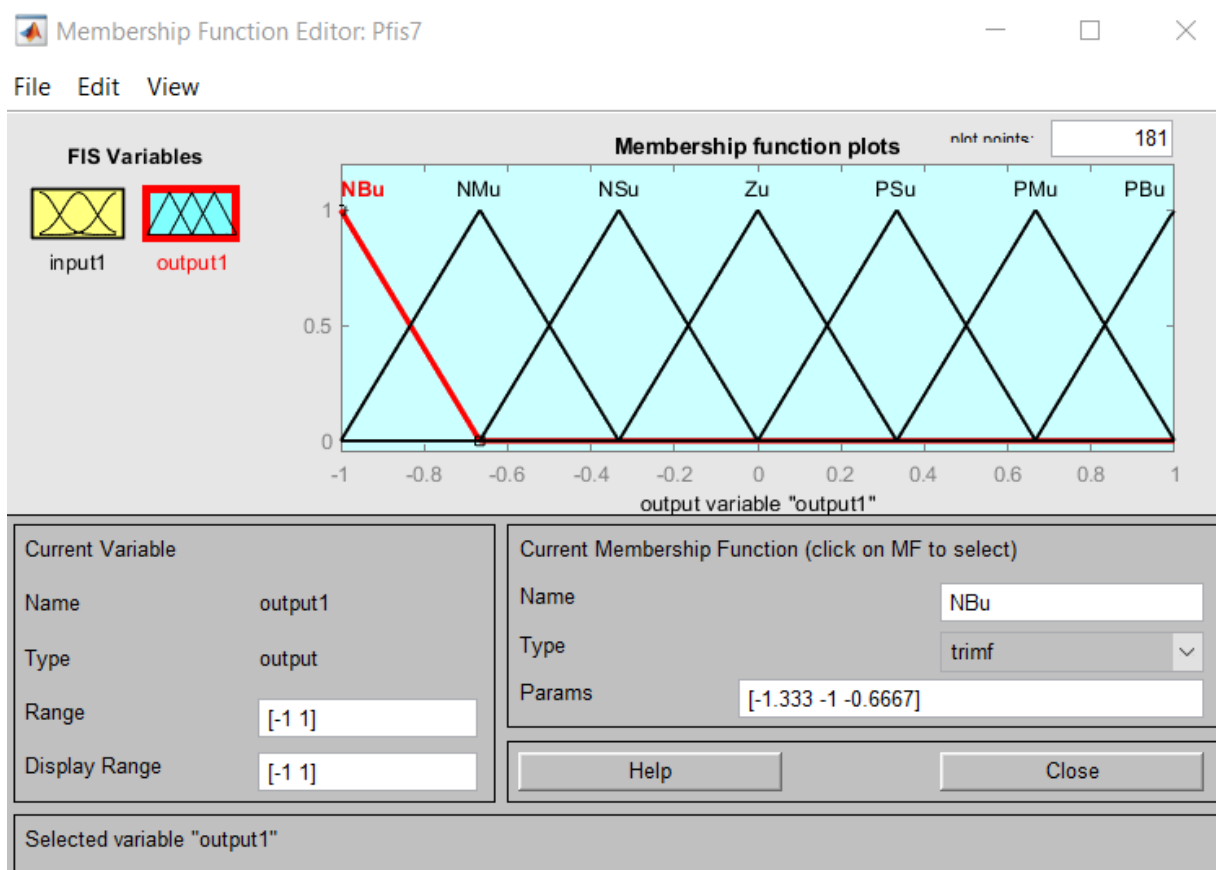 Membership Function Editor: Pfis7
File Edit View
FIS Variables
input1 output1
Membership function plots
plot points: 181
NBu NMu NSu Zu PSu PMu PBu
1
0.5
0
-1 -0.8 -0.6 -0.4 -0.2 0 0.2 0.4 0.6 0.8 1
output variable "output1"
Current Variable
Name output1
Type output
Range [-1 1]
Display Range [-1 1]
Current Membership Function (click on MF to select)
Name NBu
Type trimf
Params [-1.333 -1 -0.6667]
Help Close
Selected variable "output1"